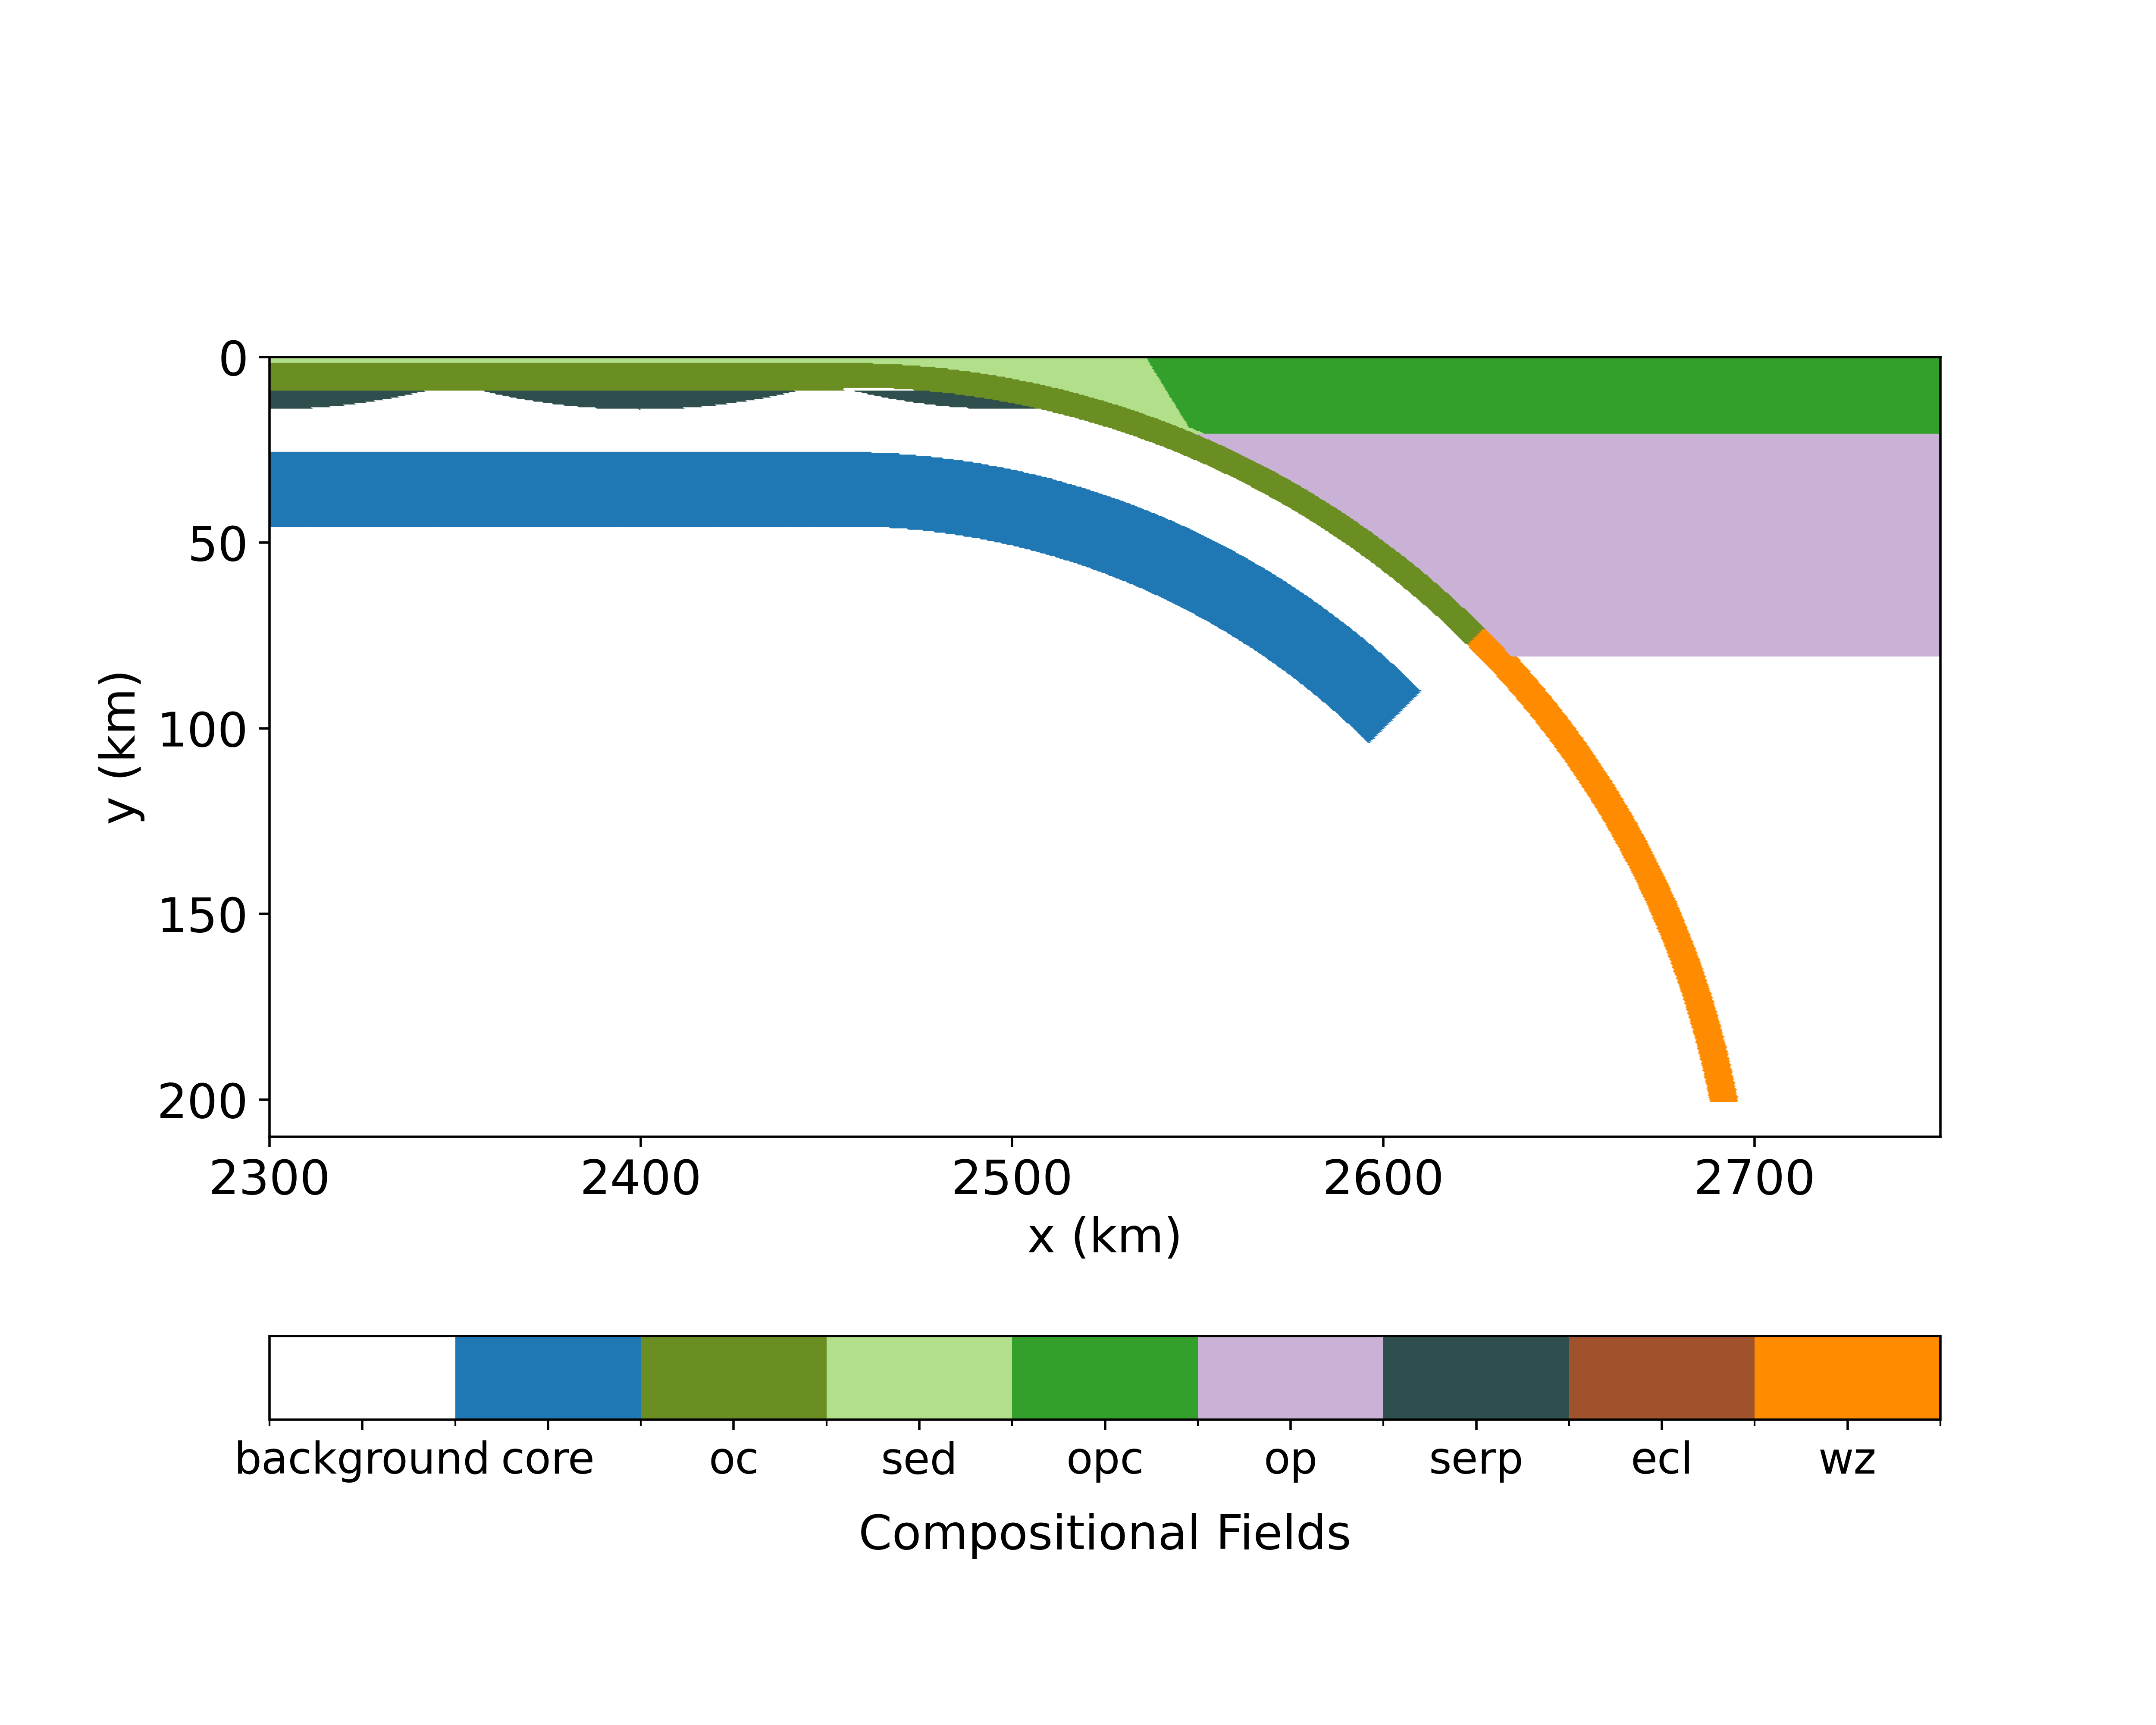 0
50
100
150
200
y (km)
2300 2400 2500 2600 2700
x (km)
background core oc sed opc op serp ecl wz
Compositional Fields